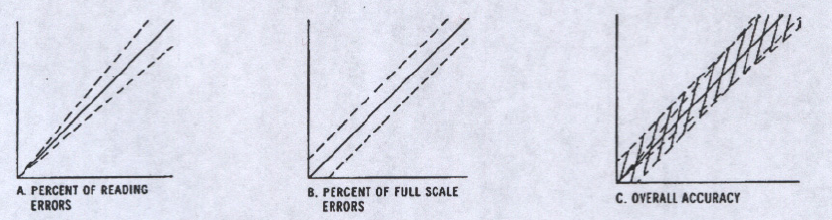 A. PERCENT OF READING
ERRORS
B. PERCENT OF FULL SCALE
ERRORS
C. OVERALL ACCURACY